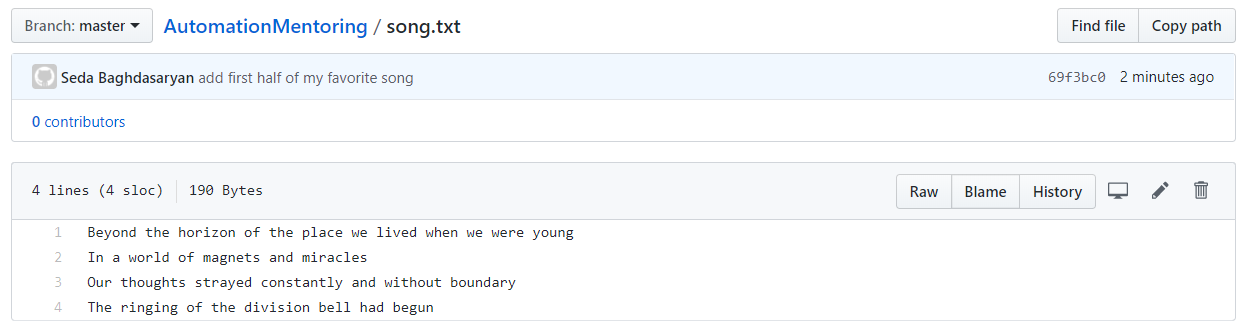 Branch: master AutomationMentoring / song.txt Find file Copy path
Seda Baghdasaryan add first half of my favorite song 69f3bc0 2 minutes ago
0 contributors
4 lines (4 sloc) 190 Bytes Raw Blame History
1 Beyond the horizon of the place we lived when we were young
2 In a world of magnets and miracles
3 Our thoughts strayed constantly and without boundary
4 The ringing of the division bell had begun